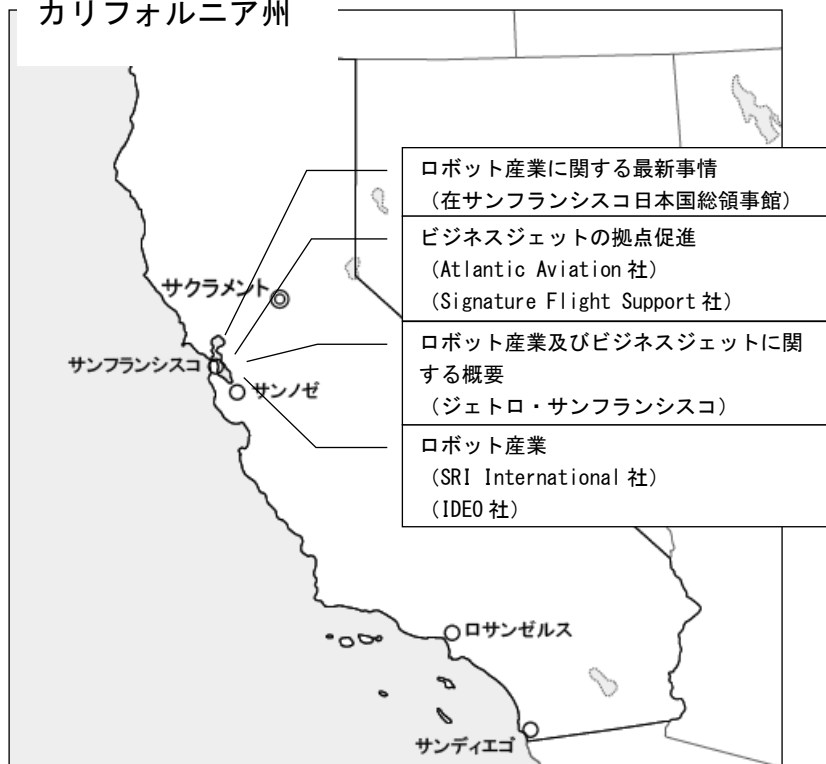 カリフォルニア州
ロボット産業に関する最新事情
（在サンフランシスコ日本国総領事館）
ビジネスジェットの拠点促進
（Atlantic Aviation 社）
（Signature Flight Support 社）
ロボット産業及びビジネスジェットに関
する概要
（ジェトロ・サンフランシスコ）
ロボット産業
（SRI International 社）
（IDEO 社）
サクラメント
サンフランシスコ
サンノゼ
ロサンゼルス
サンディエゴ